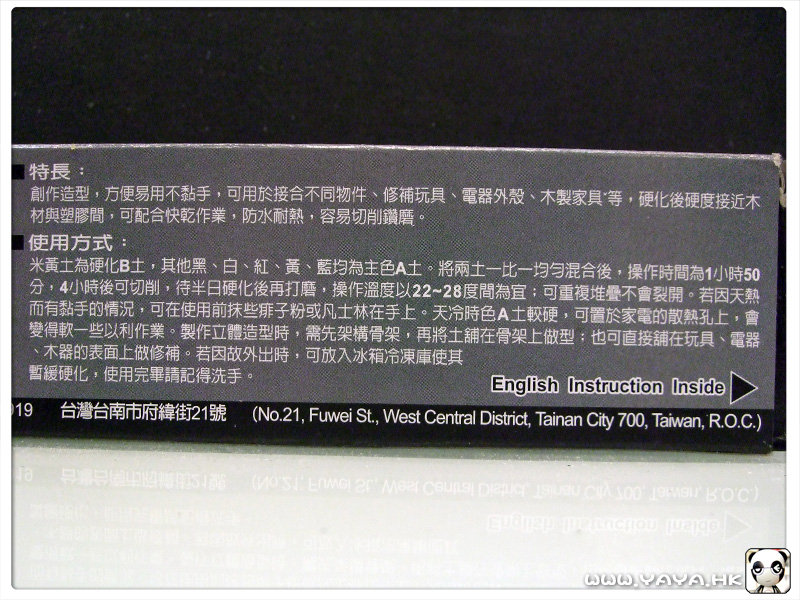 特長：
創作造型，方便易用不黏手，可用於接合不同物件、修補玩具、電器外殼、木製家具等，硬化後硬度接近木
材與塑膠間，可配合快乾作業，防水耐熱，容易切削鑽磨。
使用方式：
米黃土為硬化B土，其他黑、白、紅、黃、藍均為主色A土。將兩土一比一均勻混合後，操作時間為1小時50
分，4小時後可切削，待半日硬化後再打磨，操作溫度以22~28度間為宜；可重複堆疊不會裂開。若因天熱
而有黏手的情況，可在使用前抹些痱子粉或凡士林在手上。天冷時色A土較硬，可置於家電的散熱孔上，會
變得軟一些以利作業。製作立體造型時，需先架構骨架，再將土舖在骨架上做型；也可直接舖在玩具、電器
、木器的表面上做修補。若因故外出時，可放入冰箱冷凍庫使其
暫緩硬化，使用完畢請記得洗手。
English Instruction Inside
019 台灣台南市府緯街21號 (No.21, Fuwei St., West Central District, Tainan City 700, Taiwan, R.O.C.)
WWW.YAYA.HK